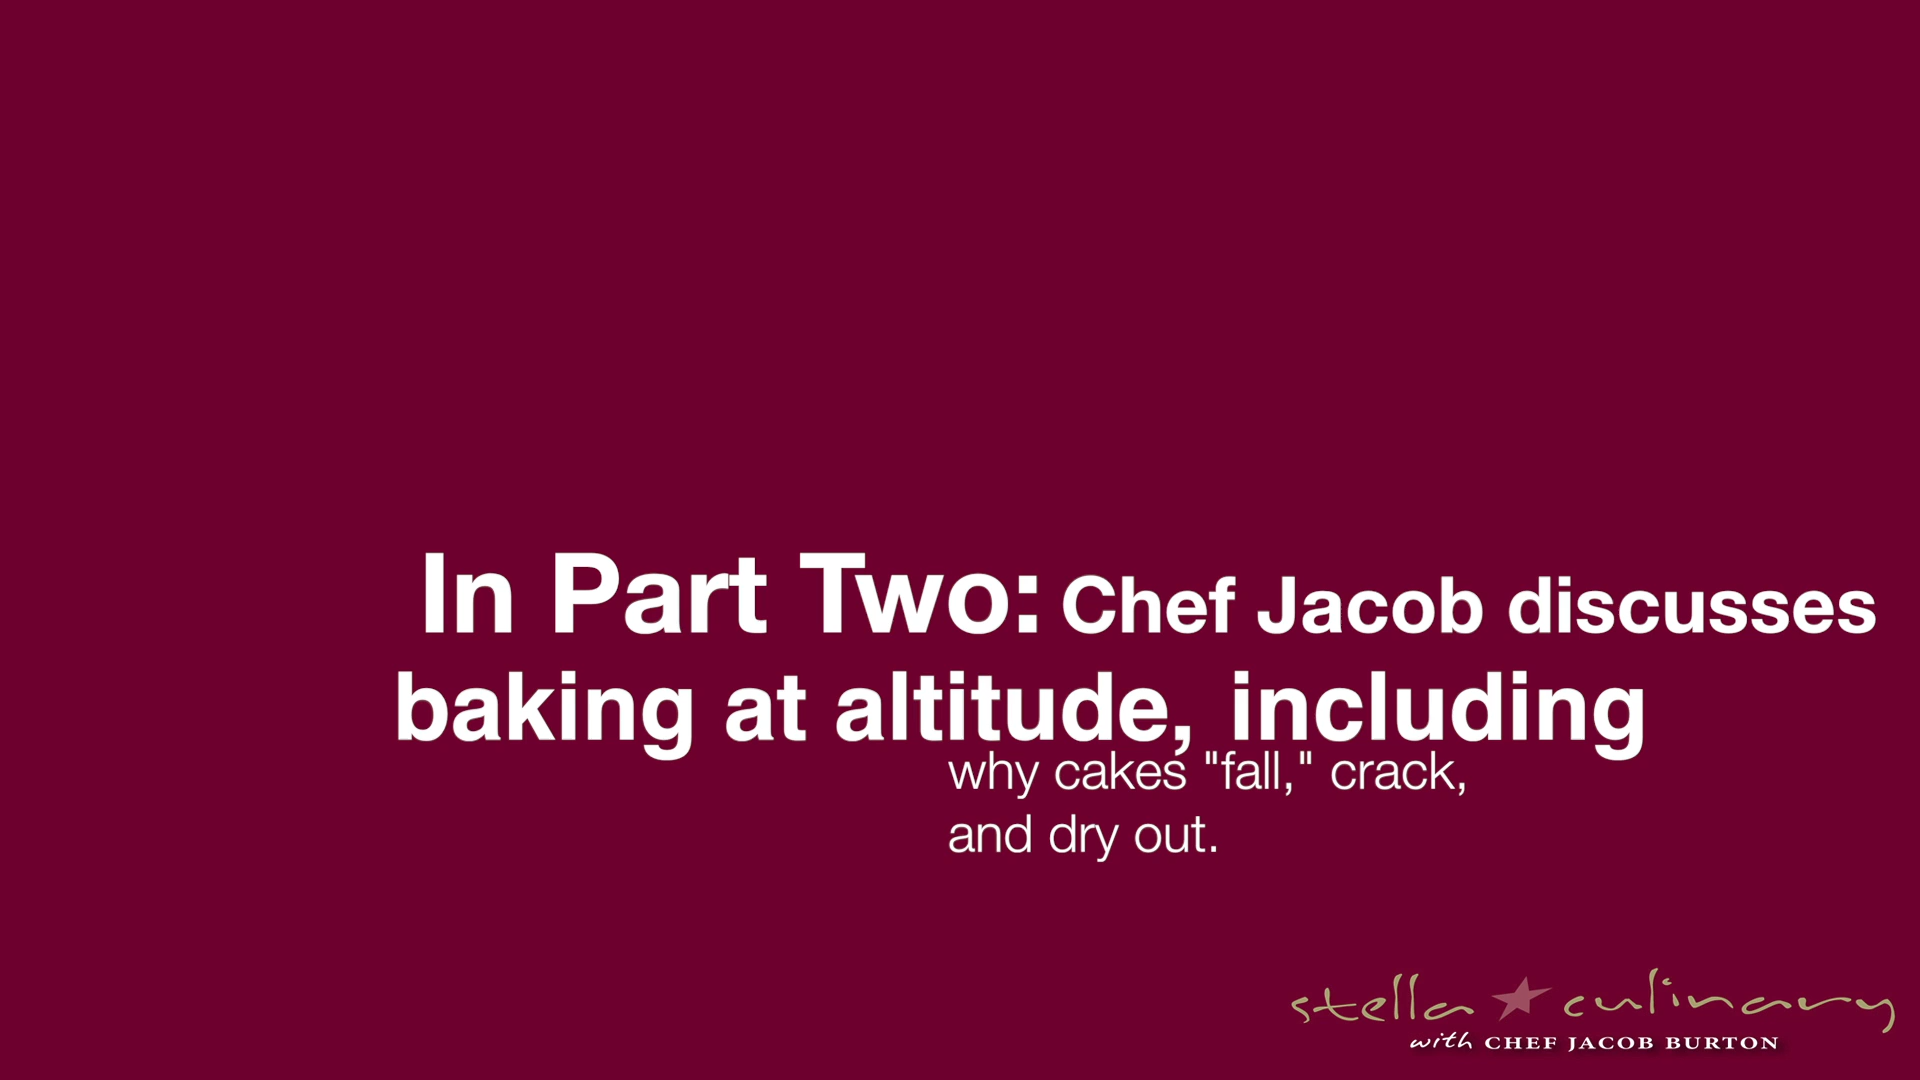 In Part Two: Chef Jacob discusses
baking at altitude, including
why cakes "fall," crack,
and dry out.
stella culinary
with CHEF JACOB BURTON